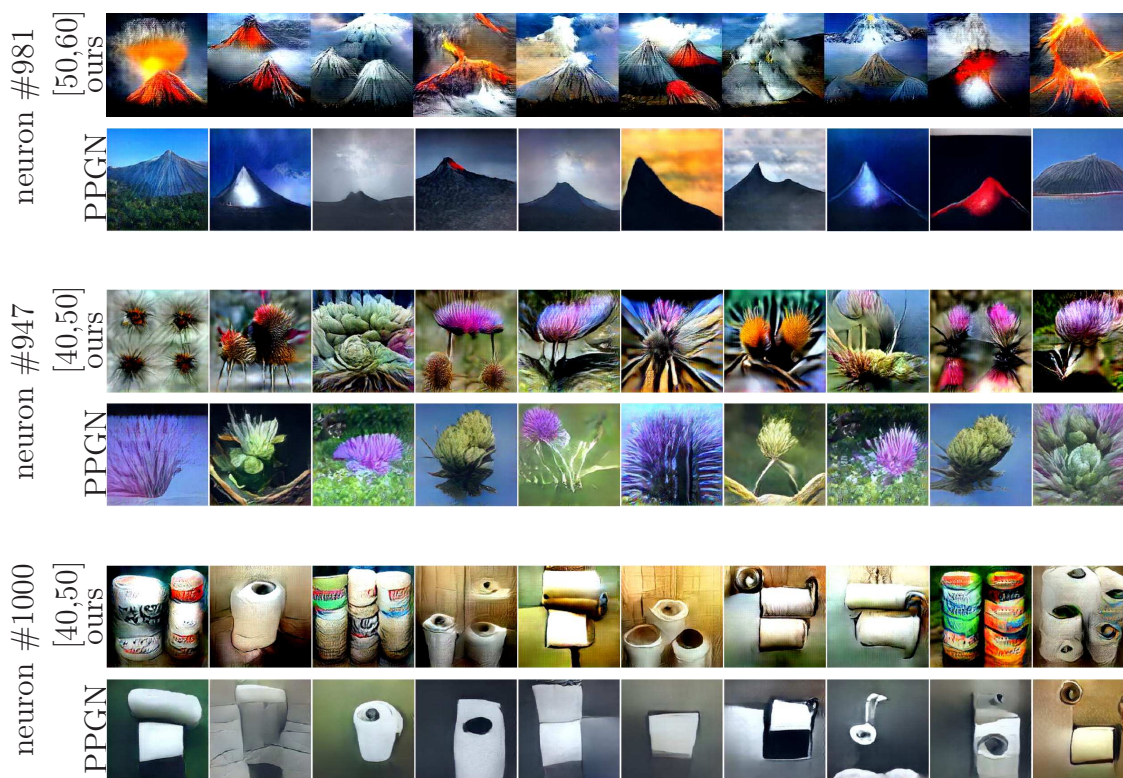 neuron #981
[50,60]
ours
PPGN
neuron #947
[40,50]
ours
PPGN
neuron #1000
[40,50]
ours
PPGN